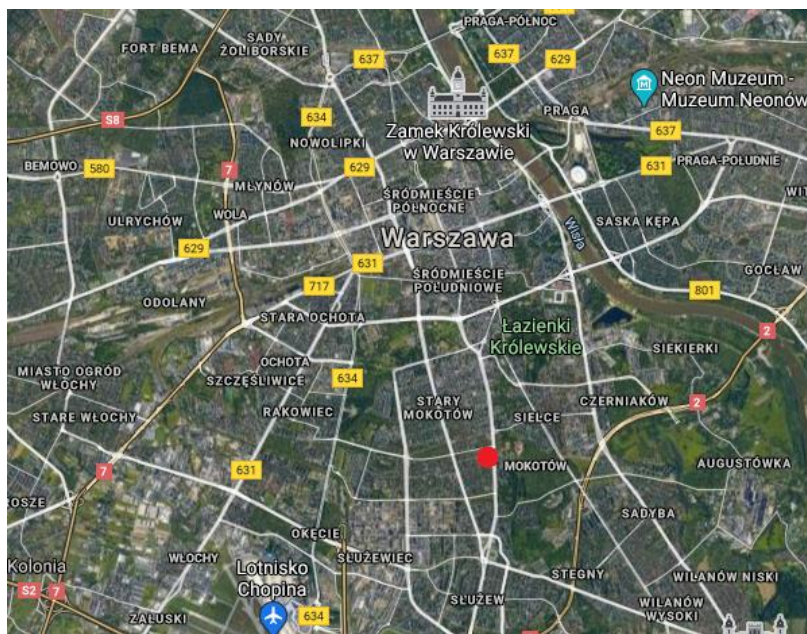 PRAGA-PÓŁNOC
FORT BEMA
SADY
ŻOLIBORSKIE
637
637
629
Neon Muzeum -
Muzeum Neonów
S8
634
PRAGA
Zamek Królewski
w Warszawie
637
NOWOLIPKI
BEMOWO
580
7
629
631
PRAGA-POŁUDNIE
MŁYNÓW
ŚRÓDMIEŚCIE
PÓŁNOCNE
ULRYCHÓW
WOLA
SASKA KĘPA
Warszawa
Wisła
629
631
GOCŁAW
717
ŚRÓDMIEŚCIE
POŁUDNIOWE
801
ODOLANY
STARA OCHOTA
Łazienki
Królewskie
2
SIEKIERKI
OCHOTA
MIASTO OGRÓD
WŁOCHY
SZCZĘŚLIWICE
634
STARY
MOKOTÓW
CZERNIAKÓW
2
STARE WŁOCHY
RAKOWIEC
SIELCE
7
631
MOKOTÓW
AUGUSTÓWKA
SADYBA
OKĘCIE
WŁOCHY
SŁUŻEWIEC
Kolonia
Lotnisko
Chopina
STEGNY
WILANÓW NISKI
S2
7
SŁUŻEW
WILANÓW
WYSOKI
ZAŁUSKI
634